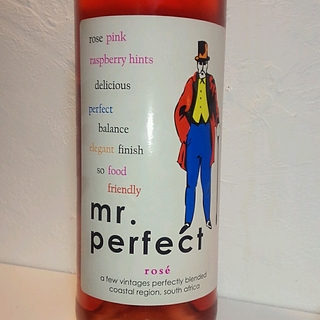 rose pink
raspberry hints
delicious
perfect
balance
elegant finish
so food
friendly
mr.
perfect
rosé
a few vintages perfectly blended
coastal region, south africa